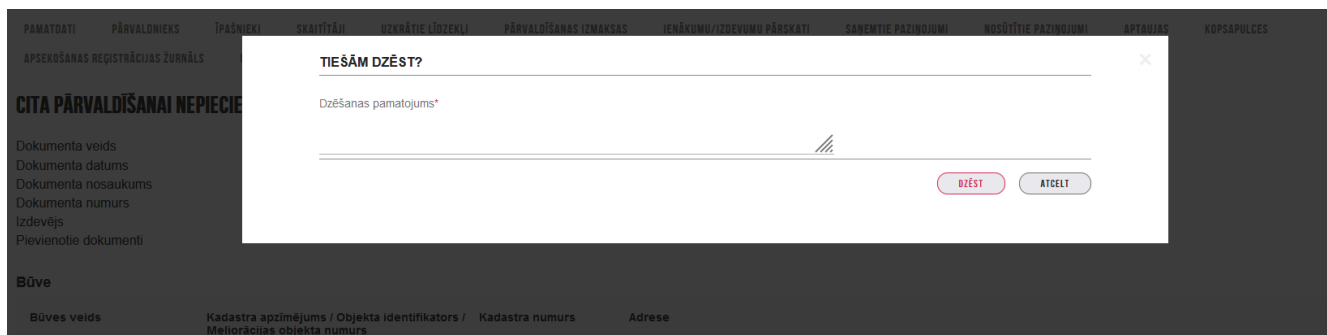 PAMATDATI PĀRVALDNIEKS ĪPAŠNIEKI SKAITĪTĀJI UZKRĀTIE LĪDZEKĻI PĀRVALDĪŠANAS IZMAKSAS IENĀKUMU/IZDEVUMU PĀRSKATI SAŅEMTIE PAZIŅOJUMI NOSŪTĪTIE PAZIŅOJUMI APTAUJAS KOPSAPULCES
APSEKOŠANAS REĢISTRĀCIJAS ŽURNĀLS
TIEŠĀM DZĒST?
Dzēšanas pamatojums*
DZĒST ATCELT
CITA PĀRVALDĪŠANAI
Dokumenta veids
Dokumenta datums
Dokumenta nosaukums
Dokumenta numurs
Izdevējs
Pievienotie dokumenti
Būve
Būves veids Kadastra apzīmējums / Objekta identifikators / Kadastra numurs Adrese
Meliorācijas objekta numurs